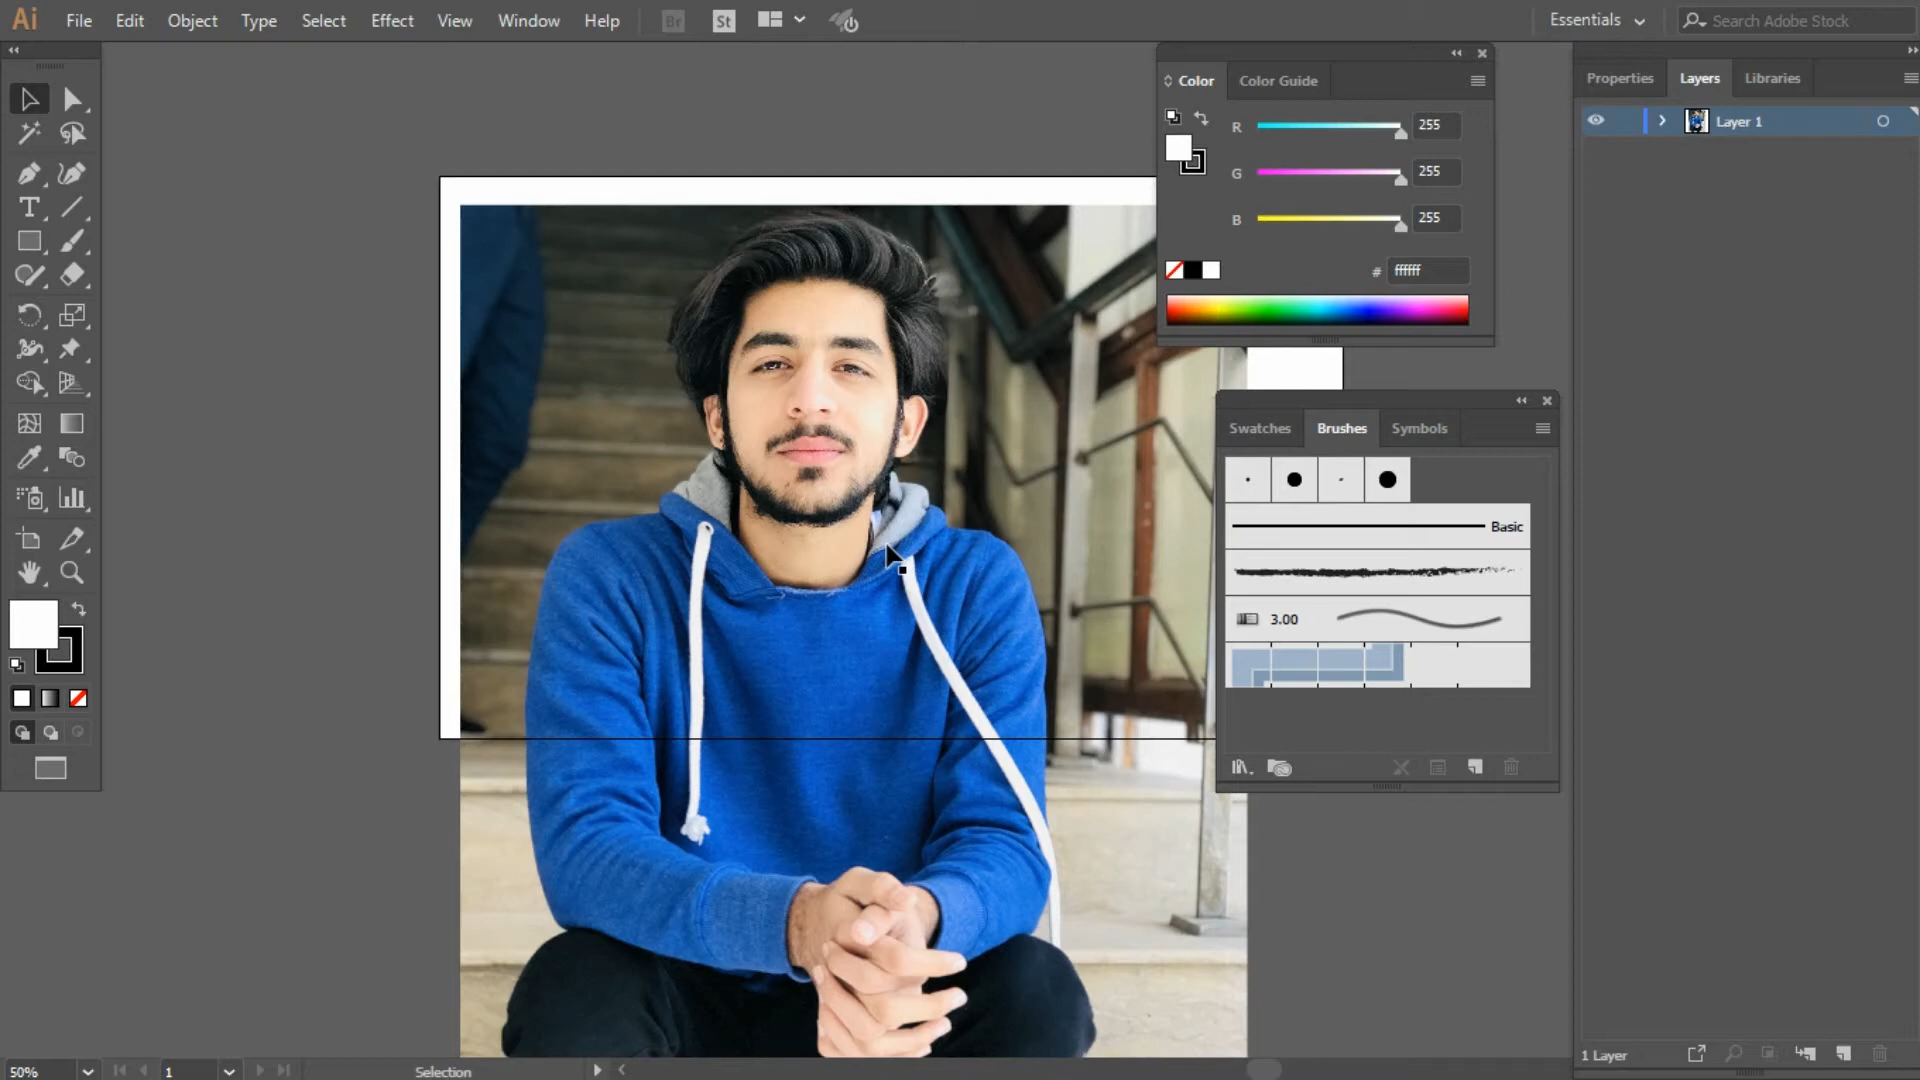 Ai File Edit Object Type Select Effect View Window Help Br St Essentials Search Adobe Stock
Color Color Guide
Properties Layers Libraries
R 255
Layer 1
G 255
B 255
# ffffff
Swatches Brushes Symbols
Basic
3.00
T
50% 1 Selection
1 Layer